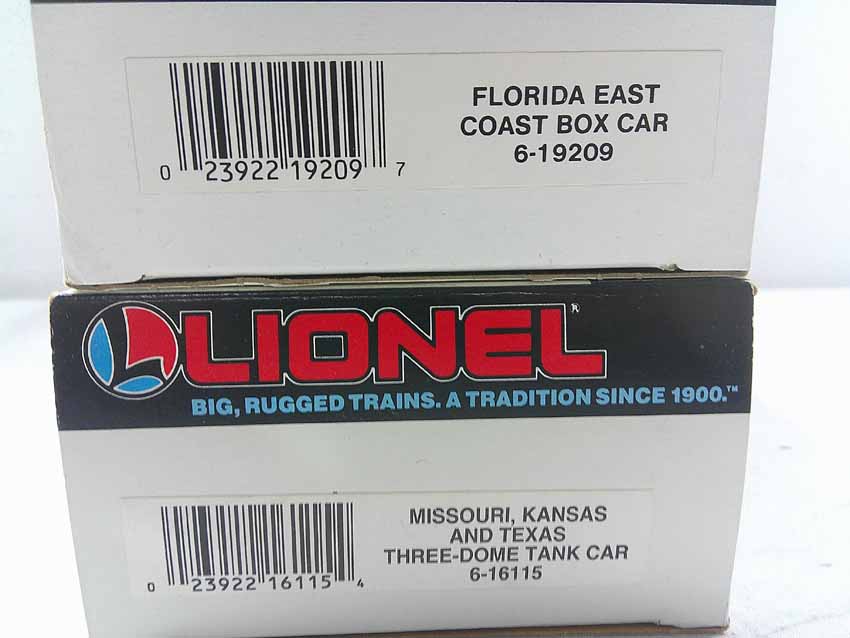 FLORIDA EAST
COAST BOX CAR
6-19209
0 23922 19209 7
LIONEL®
BIG, RUGGED TRAINS. A TRADITION SINCE 1900.™
MISSOURI, KANSAS
AND TEXAS
THREE-DOME TANK CAR
6-16115
0 23922 16115 4